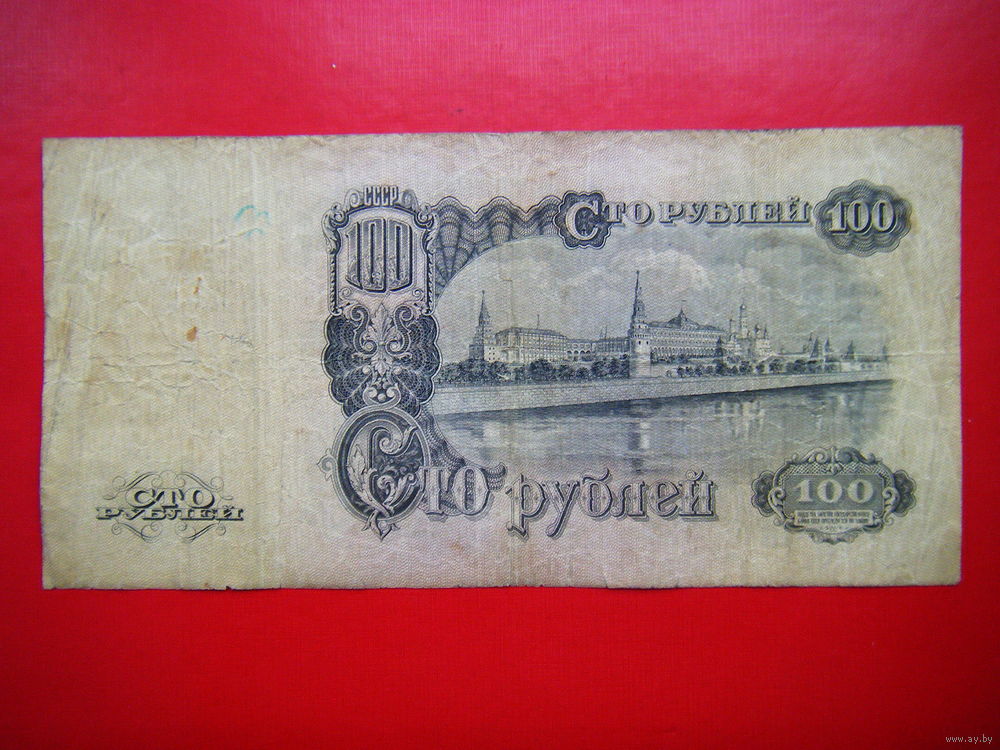 СССР
100
Сто рублей 100
Сто рублей
СТО
РУБЛЕЙ
100
www.ay.by